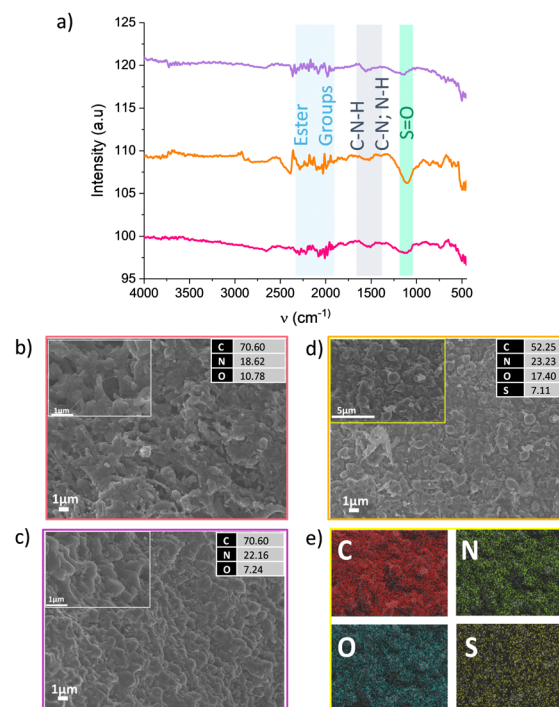 a)
125
120
115
110
105
100
95
Intensity (a.u)
Ester
Groups
C-N-H
C-N; N-H
S=O
4000 3500 3000 2500 2000 1500 1000 500
ν (cm⁻¹)
b)
C 70.60
N 18.62
O 10.78
1μm
1μm
d)
C 52.25
N 23.23
O 17.40
S 7.11
5μm
1μm
c)
C 70.60
N 22.16
O 7.24
1μm
1μm
e)
C
N
O
S